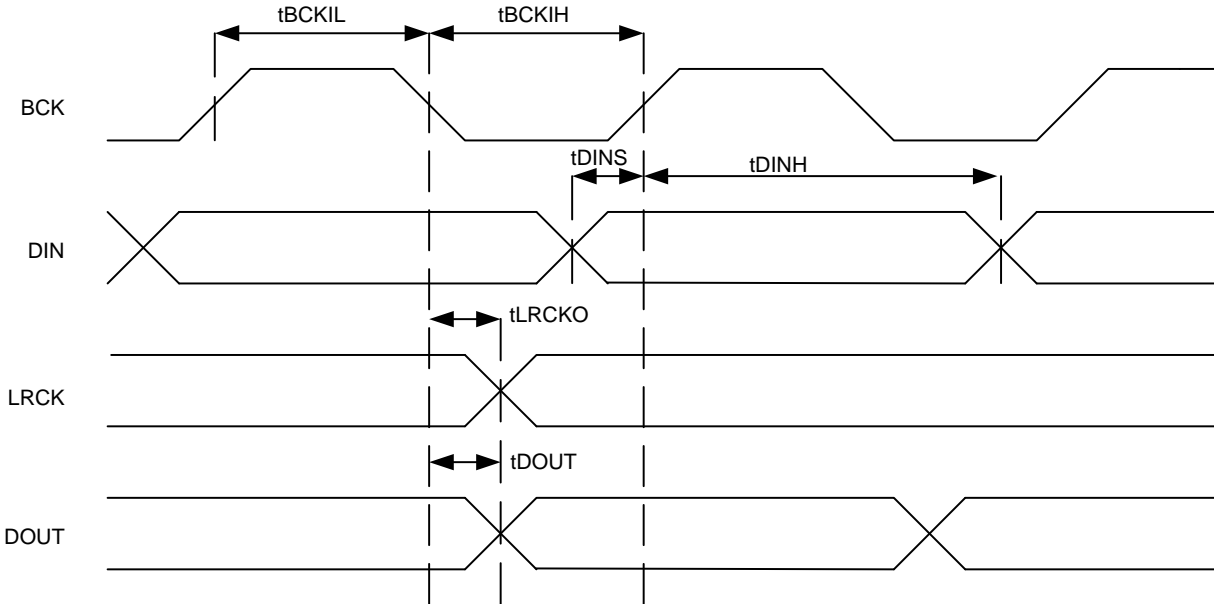 tBCKIL
tBCKIH
BCK
tDINS
tDINH
DIN
tLRCKO
LRCK
tDOUT
DOUT